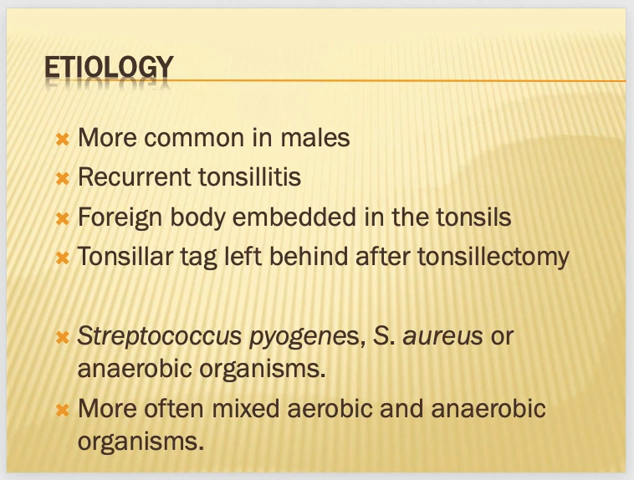 ETIOLOGY
More common in males
Recurrent tonsillitis
Foreign body embedded in the tonsils
Tonsillar tag left behind after tonsillectomy
Streptococcus pyogenes, S. aureus or
anaerobic organisms.
More often mixed aerobic and anaerobic
organisms.